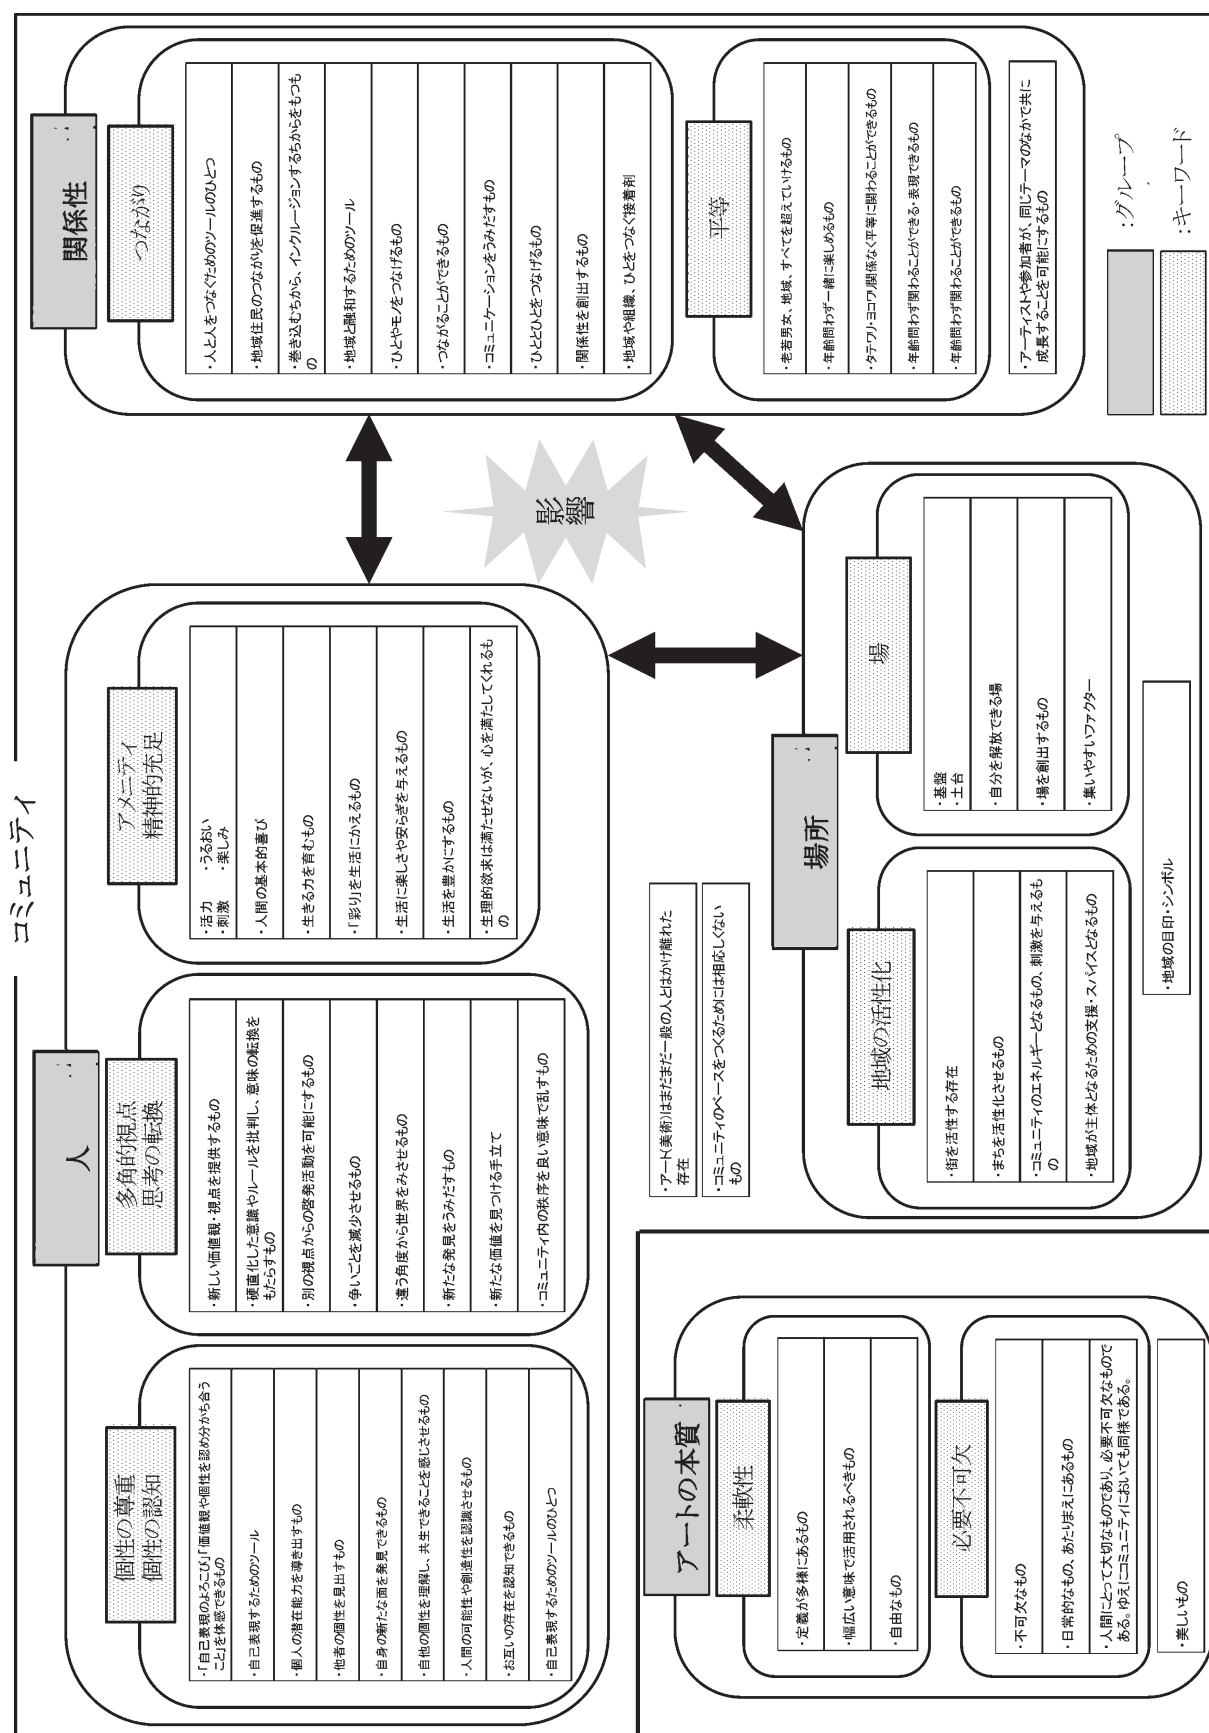 コミュニティ
人
個性の尊重
個性の認知
・「自己表現のよろこび」「価値観や個性を認め分かち合う
こと」を体感できるもの
・自己表現するためのツール
・個人の潜在能力を導き出すもの
・他者の個性を見出すもの
・自身の新たな面を発見できるもの
・自他の個性を理解し、共生できることを感じさせるもの
・人間の可能性や創造性を認識させるもの
・お互いの存在を認知できるもの
・自己表現するためのツールのひとつ
多角的視点
思考の転換
・新しい価値観・視点を提供するもの
・硬直化した意識やルールを批判し、意味の転換を
もたらすもの
・別の視点からの啓発活動を可能にするもの
・争いごとを減少させるもの
・違う角度から世界をみさせるもの
・新たな発見をうみだすもの
・新たな価値を見つける手立て
・コミュニティ内の秩序を良い意味で乱すもの
アメニティ
精神的充足
・活力 ・うるおい
・刺激 ・楽しみ
・人間の基本的喜び
・生きる力を育むもの
・「彩り」を生活にかえるもの
・生活に楽しさや安らぎを与えるもの
・生活を豊かにするもの
・生理的欲求は満たせないが、心を満たしてくれるも
の
関係性
つながり
・人と人をつなぐためのツールのひとつ
・地域住民のつながりを促進するもの
・巻き込むちから、インクルージョンするちからをもつも
の
・地域と融和するためのツール
・ひとやモノをつなげるもの
・つながることができるもの
・コミュニケーションをうみだすもの
・ひととひとをつなげるもの
・関係性を創出するもの
・地域や組織、ひとをつなぐ接着剤
平等
・老若男女、地域、すべてを超えていけるもの
・年齢問わず一緒に楽しめるもの
・タテワリ・ヨコワリ関係なく平等に関わることができるもの
・年齢問わず関わることができる・表現できるもの
・年齢問わず関わることができるもの
・アーティストや参加者が、同じテーマのなかで共に
成長することを可能にするもの
影響
・アート(美術)はまだまだ一般の人とはかけ離れた
存在
・コミュニティのベースをつくるためには相応しくない
もの
場所
地域の活性化
・街を活性する存在
・まちを活性化させるもの
・コミュニティのエネルギーとなるもの、刺激を与えるも
の
・地域が主体となるための支援・スパイスとなるもの
場
・基盤
・土台
・自分を解放できる場
・場を創出するもの
・集いやすいファクター
・地域の目印・シンボル
アートの本質
柔軟性
・定義が多様にあるもの
・幅広い意味で活用されるべきもの
・自由なもの
必要不可欠
・不可欠なもの
・日常的なもの、あたりまえにあるもの
・人間にとって大切なものであり、必要不可欠なもので
ある。ゆえにコミュニティにおいても同様である。
・美しいもの
:グループ
:キーワード